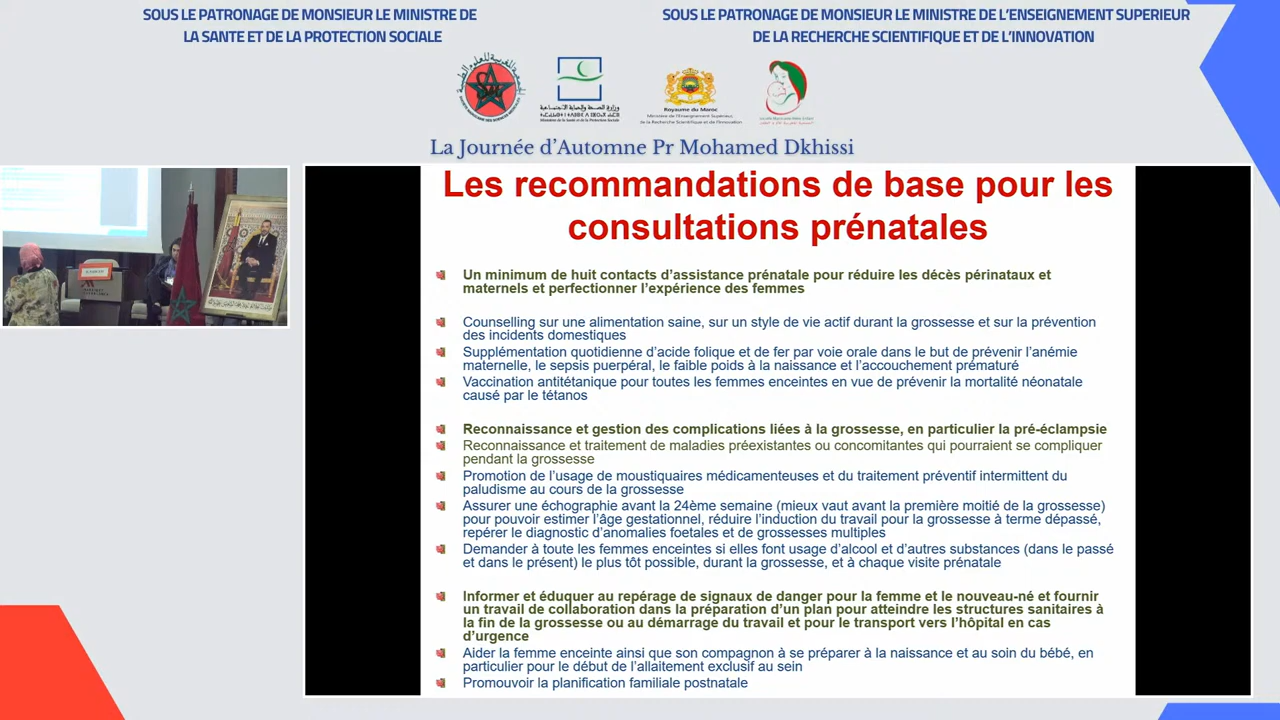 SOUS LE PATRONAGE DE MONSIEUR LE MINISTRE DE
LA SANTE ET DE LA PROTECTION SOCIALE
SOUS LE PATRONAGE DE MONSIEUR LE MINISTRE DE L'ENSEIGNEMENT SUPERIEUR
DE LA RECHERCHE SCIENTIFIQUE ET DE L'INNOVATION
Royaume du Maroc
La Journée d'Automne Pr Mohamed Dkhissi
Les recommandations de base pour les
consultations prénatales
Un minimum de huit contacts d'assistance prénatale pour réduire les décès périnataux et
maternels et perfectionner l'expérience des femmes
Counselling sur une alimentation saine, sur un style de vie actif durant la grossesse et sur la prévention
des incidents domestiques
Supplémentation quotidienne d'acide folique et de fer par voie orale dans le but de prévenir l'anémie
maternelle, le sepsis puerpéral, le faible poids à la naissance et l'accouchement prématuré
Vaccination antitétanique pour toutes les femmes enceintes en vue de prévenir la mortalité néonatale
causé par le tétanos
Reconnaissance et gestion des complications liées à la grossesse, en particulier la pré-éclampsie
Reconnaissance et traitement de maladies préexistantes ou concomitantes qui pourraient se compliquer
pendant la grossesse
Promotion de l'usage de moustiquaires médicamenteuses et du traitement préventif intermittent du
paludisme au cours de la grossesse
Assurer une échographie avant la 24ème semaine (mieux vaut avant la première moitié de la grossesse)
pour pouvoir estimer l'âge gestationnel, réduire l'induction du travail pour la grossesse à terme dépassé,
repérer le diagnostic d'anomalies foetales et de grossesses multiples
Demander à toute les femmes enceintes si elles font usage d'alcool et d'autres substances (dans le passé
et dans le présent) le plus tôt possible, durant la grossesse, et à chaque visite prénatale
Informer et éduquer au repérage de signaux de danger pour la femme et le nouveau-né et fournir
un travail de collaboration dans la préparation d'un plan pour atteindre les structures sanitaires à
la fin de la grossesse ou au démarrage du travail et pour le transport vers l'hôpital en cas
d'urgence
Aider la femme enceinte ainsi que son compagnon à se préparer à la naissance et au soin du bébé, en
particulier pour le début de l'allaitement exclusif au sein
Promouvoir la planification familiale postnatale